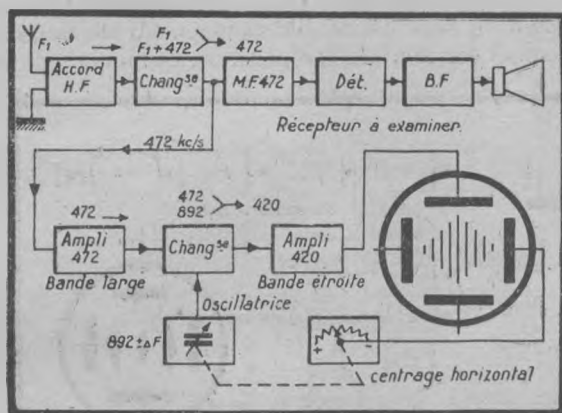 F₁
F₁
F₁+472
472
Accord
H.F
Chang se
M.F.472
Dét.
B.F
Récepteur à examiner.
472 kc/s
472
472
892
420
Ampli
472
Chang se
Ampli
420
Bande large
Bande étroite
Oscillatrice
892±ΔF
+
-
centrage horizontal